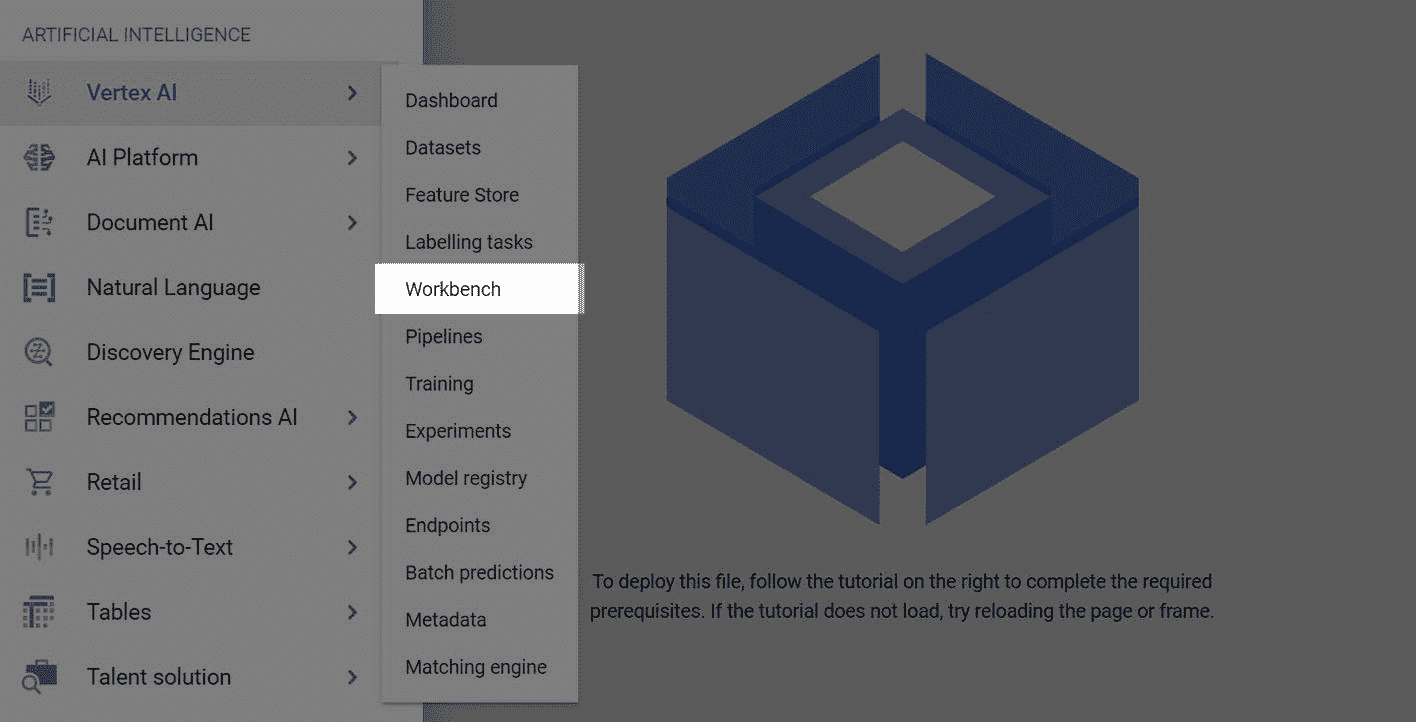 ARTIFICIAL INTELLIGENCE
Vertex AI
AI Platform
Document AI
Natural Language
Discovery Engine
Recommendations AI
Retail
Speech-to-Text
Tables
Talent solution
Dashboard
Datasets
Feature Store
Labelling tasks
Workbench
Pipelines
Training
Experiments
Model registry
Endpoints
Batch predictions
Metadata
Matching engine
To deploy this file, follow the tutorial on the right to complete the required
prerequisites. If the tutorial does not load, try reloading the page or frame.